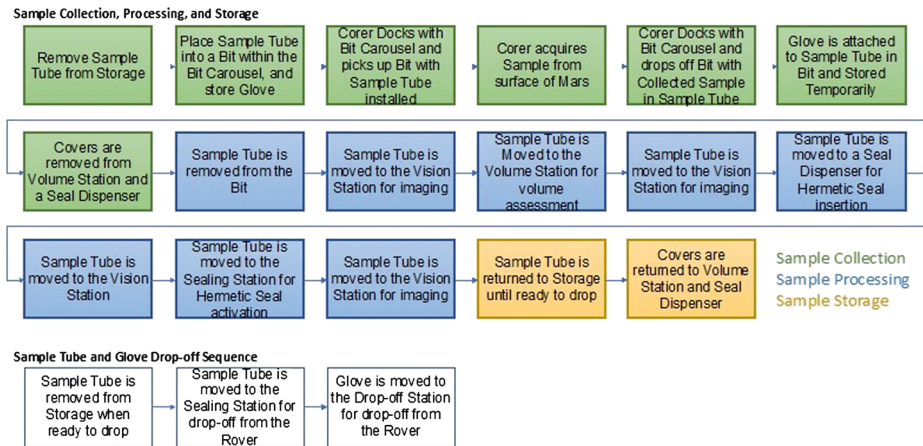 Sample Collection, Processing, and Storage
Remove Sample
Tube from Storage
Place Sample Tube
into a Bit within the
Bit Carousel, and
store Glove
Corer Docks with
Bit Carousel and
picks up Bit with
Sample Tube
installed
Corer acquires
Sample from
surface of Mars
Corer Docks with
Bit Carousel and
drops off Bit with
Collected Sample
in Sample Tube
Glove is attached
to Sample Tube in
Bit and Stored
Temporarily
Covers are
removed from
Volume Station and
a Seal Dispenser
Sample Tube is
removed from the
Bit
Sample Tube is
moved to the Vision
Station for imaging
Sample Tube is
Moved to the
Volume Station for
volume
assessment
Sample Tube is
moved to the Vision
Station for imaging
Sample Tube is
moved to a Seal
Dispenser for
Hermetic Seal
insertion
Sample Tube is
moved to the Vision
Station
Sample Tube is
moved to the
Sealing Station for
Hermetic Seal
activation
Sample Tube is
moved to the Vision
Station for imaging
Sample Tube is
returned to Storage
until ready to drop
Covers are
returned to Volume
Station and Seal
Dispenser
Sample Collection
Sample Processing
Sample Storage
Sample Tube and Glove Drop-off Sequence
Sample Tube is
removed from
Storage when
ready to drop
Sample Tube is
moved to the
Sealing Station for
drop-off from the
Rover
Glove is moved to
the Drop-off Station
for drop-off from
the Rover